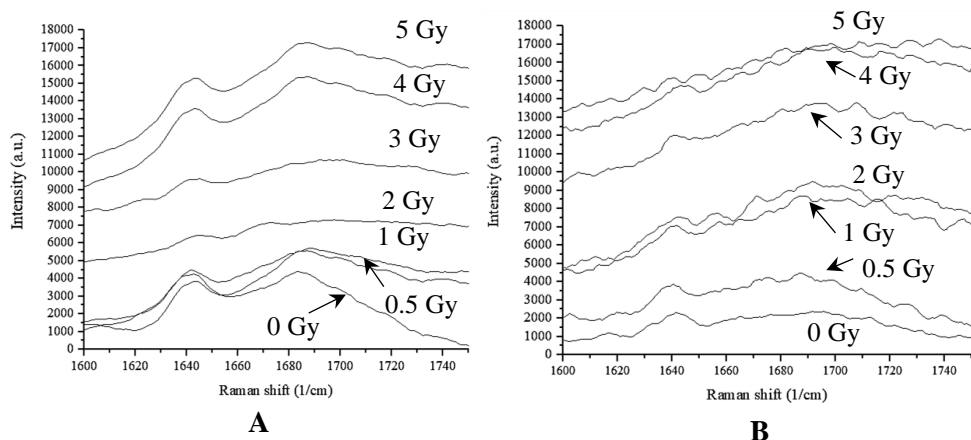 18000
17000
16000
15000
14000
13000
12000
11000
10000
9000
8000
7000
6000
5000
4000
3000
2000
1000
0
Intensity (a.u.)
5 Gy
4 Gy
3 Gy
2 Gy
1 Gy
0.5 Gy
0 Gy
1600 1620 1640 1660 1680 1700 1720 1740
Raman shift (1/cm)
A
18000
17000
16000
15000
14000
13000
12000
11000
10000
9000
8000
7000
6000
5000
4000
3000
2000
1000
0
Intensity (a.u.)
5 Gy
4 Gy
3 Gy
2 Gy
1 Gy
0.5 Gy
0 Gy
1600 1620 1640 1660 1680 1700 1720 1740
Raman shift (1/cm)
B